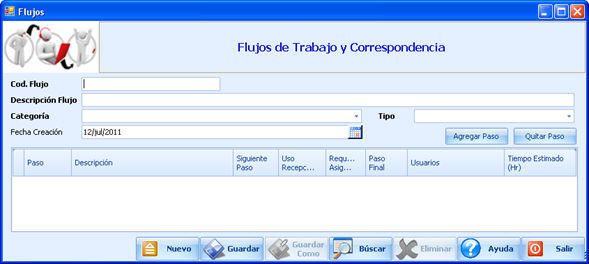 Flujos
Flujos de Trabajo y Correspondencia
Cod. Flujo
Descripción Flujo
Categoría Tipo
Fecha Creación 12/jul/2011 Agregar Paso Quitar Paso
Paso Descripción Siguiente Paso Uso Recepc... Requ... Asig... Paso Final Usuarios Tiempo Estimado (Hr)
Nuevo Guardar Guardar Como Búscar Eliminar Ayuda Salir